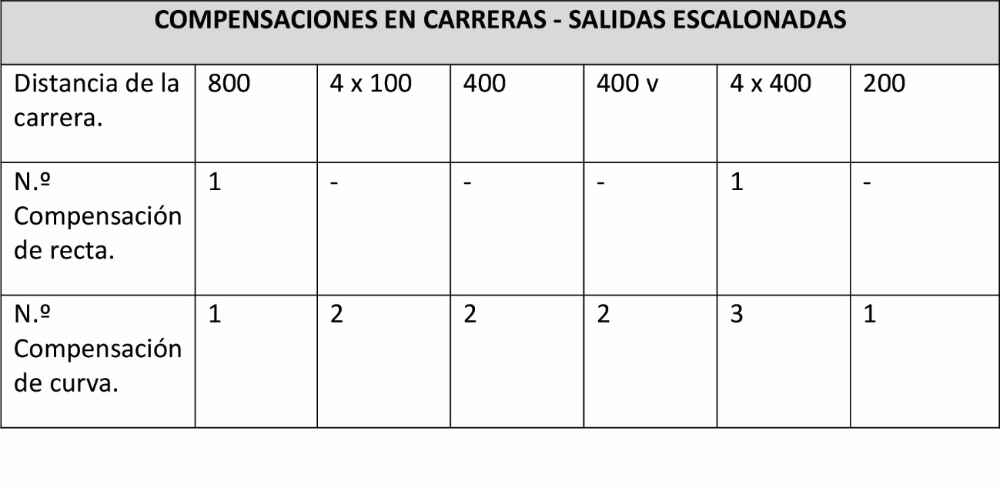 COMPENSACIONES EN CARRERAS - SALIDAS ESCALONADAS
Distancia de la
carrera.
800
4 x 100
400
400 v
4 x 400
200
N.º
Compensación
de recta.
1
-
-
-
1
-
N.º
Compensación
de curva.
1
2
2
2
3
1